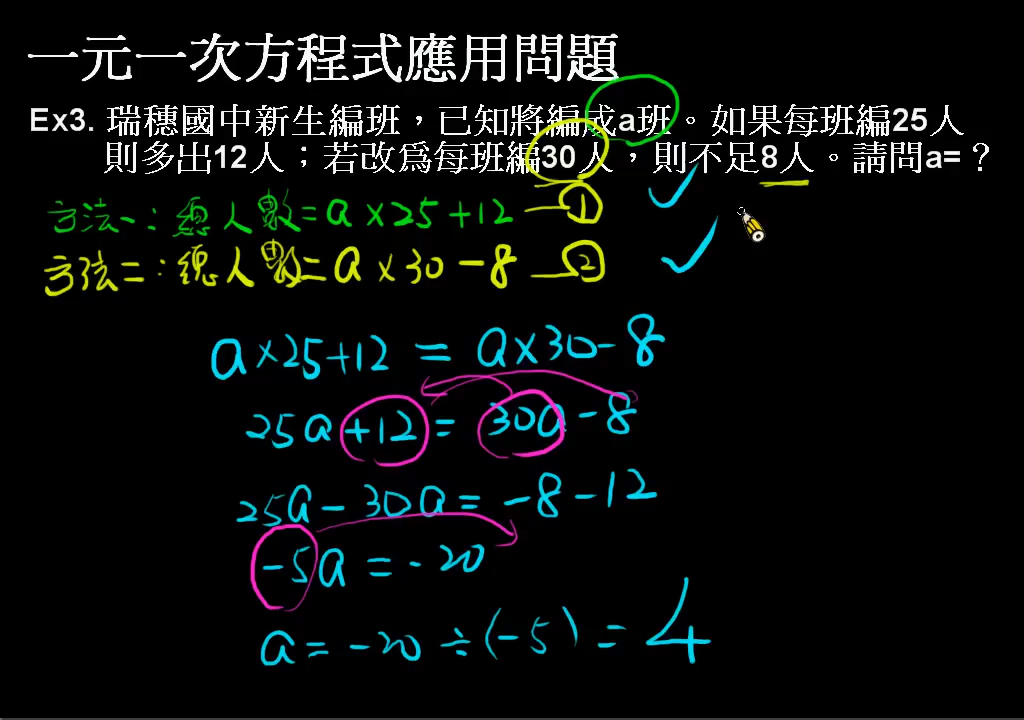 一元一次方程式應用問題
Ex3. 瑞穗國中新生編班，已知將編成a班。如果每班編25人
則多出12人；若改為每班編30人，則不足8人。請問a=？
方法一：總人數=a×25+12 —①
方法二：總人數=a×30-8 —②
a×25+12 = a×30-8
25a+12 = 30a-8
25a-30a = -8-12
-5a = -20
a = -20÷(-5) = 4